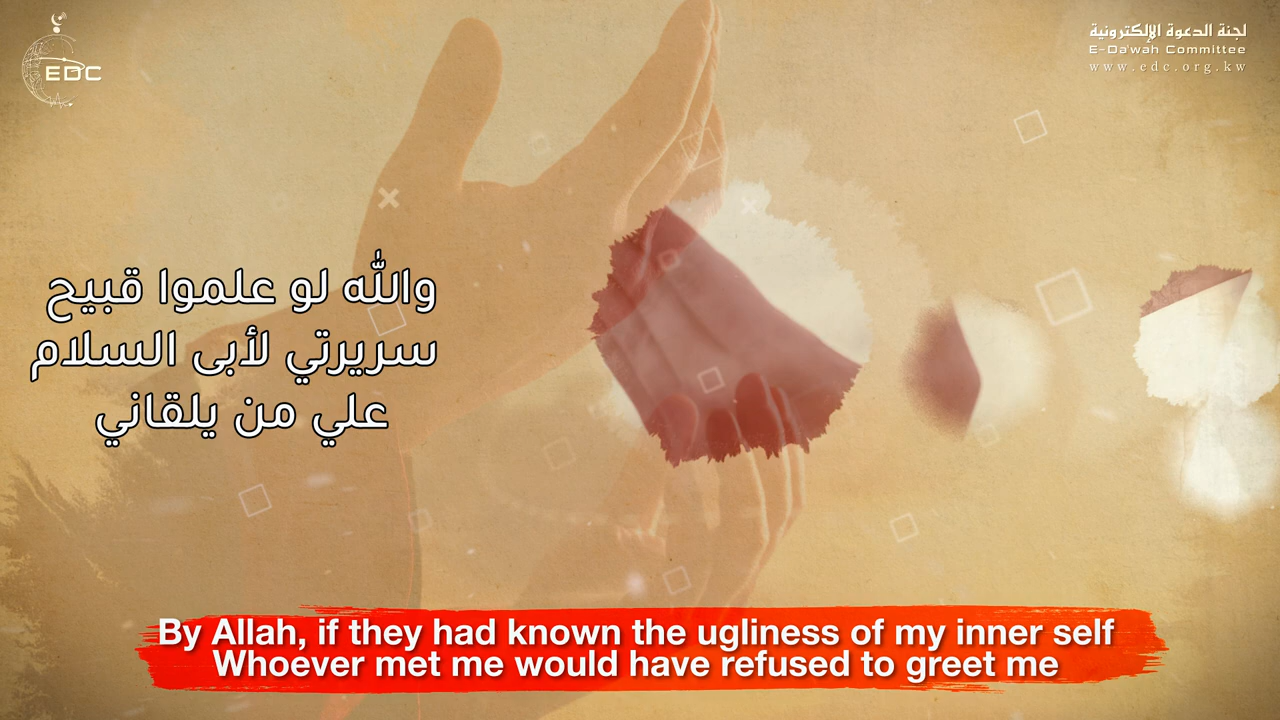 EDC
لجنة الدعوة الإلكترونية
E-Da'wah Committee
www.edc.org.kw
والله لو علموا قبيح
سريرتي لأبى السلام
علي من يلقاني
By Allah, if they had known the ugliness of my inner self
Whoever met me would have refused to greet me